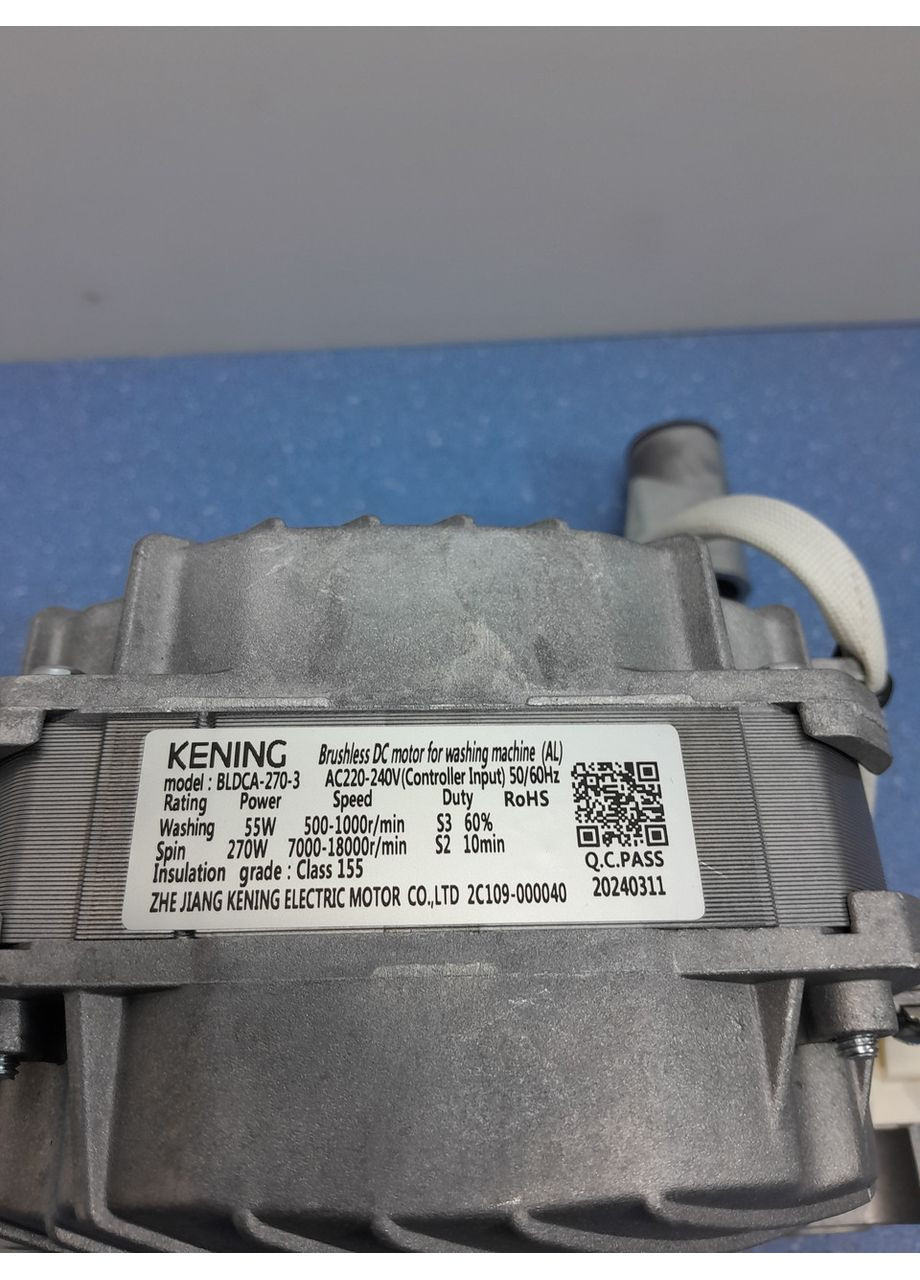 KENING Brushless DC motor for washing machine (AL)
model : BLDCA-270-3 AC220-240V(Controller Input) 50/60Hz
Rating Power Speed Duty RoHS
Washing 55W 500-1000r/min S3 60%
Spin 270W 7000-18000r/min S2 10min
Insulation grade : Class 155
ZHE JIANG KENING ELECTRIC MOTOR CO.,LTD 2C109-000040
Q.C.PASS
20240311